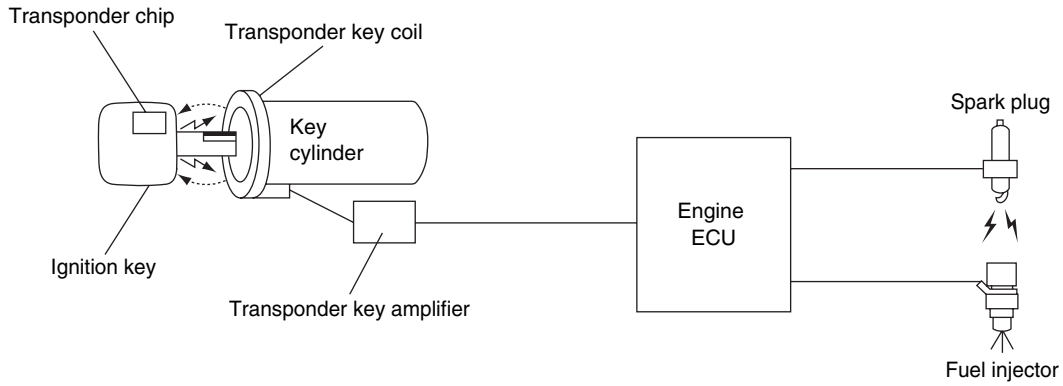 Transponder chip
Transponder key coil
Key
cylinder
Ignition key
Transponder key amplifier
Engine
ECU
Spark plug
Fuel injector